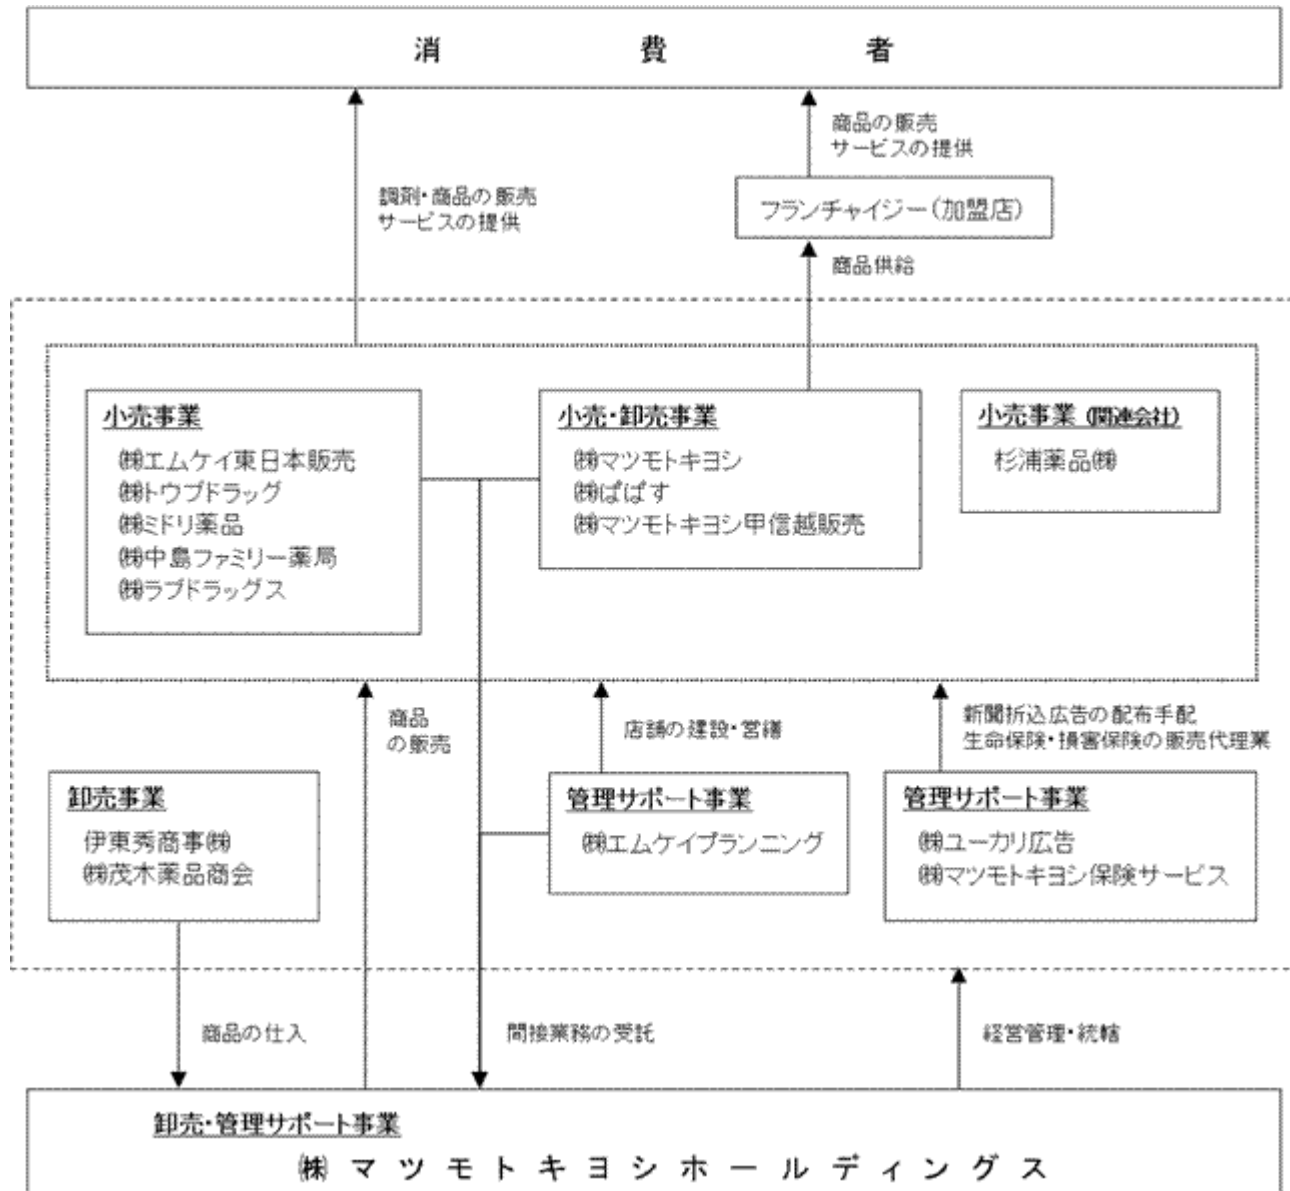 消費者
商品の販売
サービスの提供
調剤・商品の販売
サービスの提供
フランチャイジー(加盟店)
商品供給
小売事業
㈱エムケイ東日本販売
㈱トウブドラッグ
㈱ミドリ薬品
㈱中島ファミリー薬局
㈱ラブドラッグス
小売・卸売事業
㈱マツモトキヨシ
㈱ぱぱす
㈱マツモトキヨシ甲信越販売
小売事業(関連会社)
杉浦薬品㈱
商品
の販売
店舗の建設・営繕
新聞折込広告の配布手配
生命保険・損害保険の販売代理業
卸売事業
伊東秀商事㈱
㈱茂木薬品商会
管理サポート事業
㈱エムケイプランニング
管理サポート事業
㈱ユーカリ広告
㈱マツモトキヨシ保険サービス
商品の仕入
間接業務の受託
経営管理・統轄
卸売・管理サポート事業
㈱マツモトキヨシホールディングス